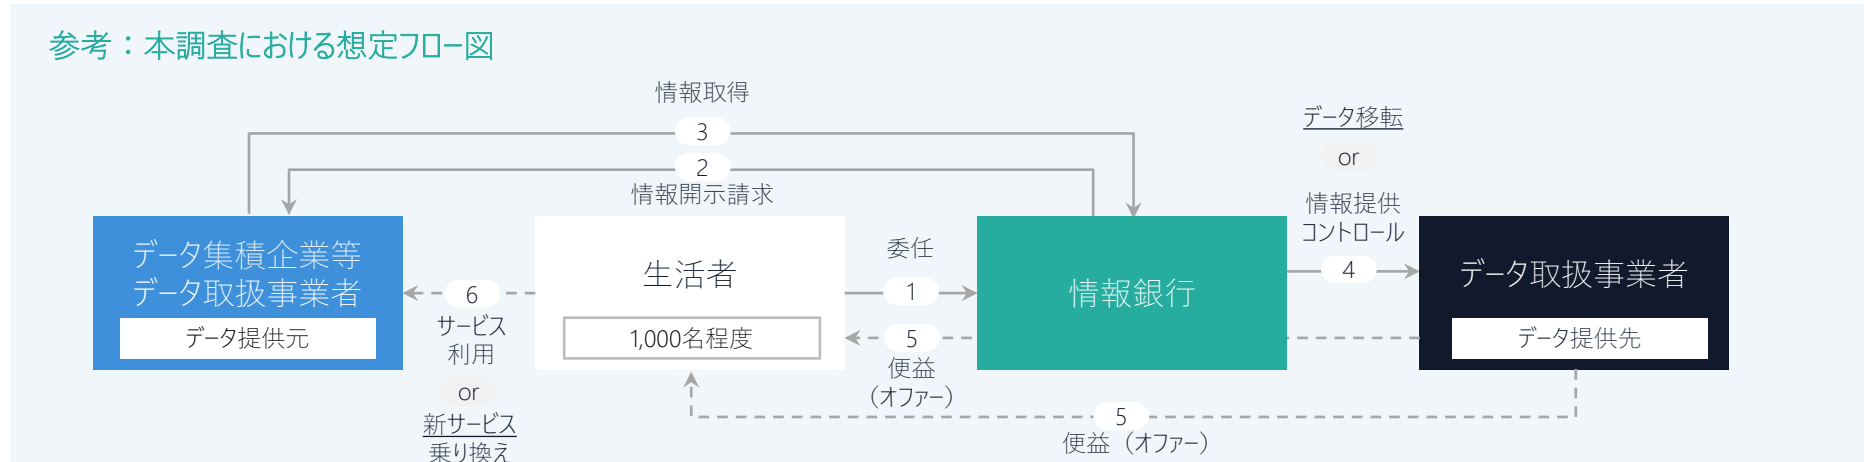 参考：本調査における想定フロー図
情報取得
3
2
情報開示請求
データ移転
or
情報提供
コントロール
4
データ集積企業等
データ取扱事業者
データ提供元
6
サービス
利用
or
新サービス
乗り換え
生活者
1,000名程度
委任
1
5
便益
（オファー）
情報銀行
データ取扱事業者
データ提供先
5
便益（オファー）